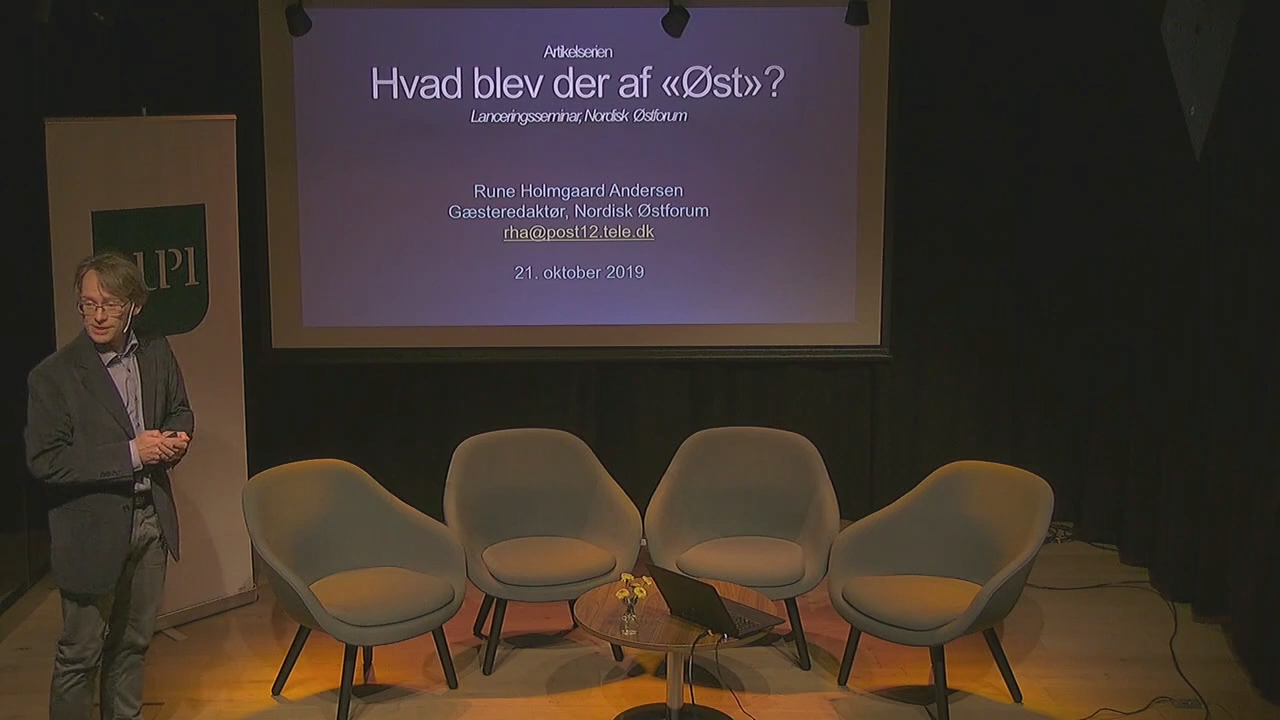 Artikelserien
Hvad blev der af «Øst»?
Lanceringsseminar, Nordisk Østforum
Rune Holmgaard Andersen
Gæsteredaktør, Nordisk Østforum
rha@post12.tele.dk
21. oktober 2019